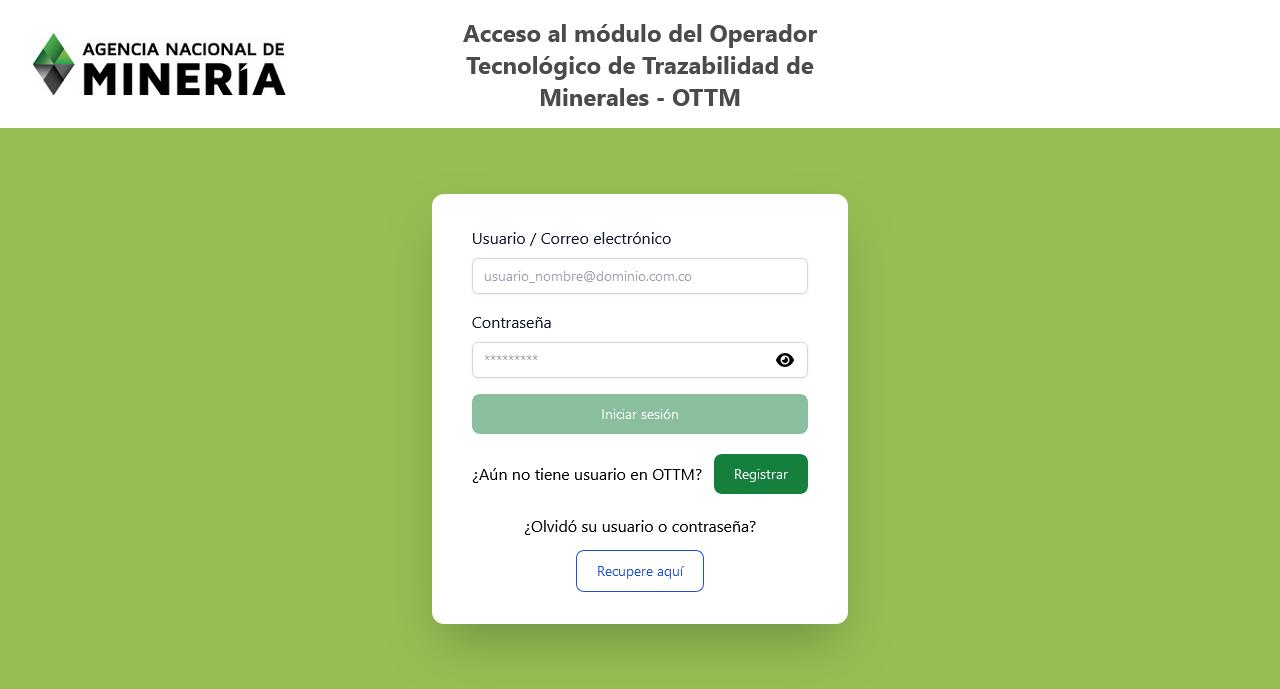 AGENCIA NACIONAL DE
MINERÍA
Acceso al módulo del Operador
Tecnológico de Trazabilidad de
Minerales - OTTM
Usuario / Correo electrónico
usuario_nombre@dominio.com.co
Contraseña
*********
Iniciar sesión
¿Aún no tiene usuario en OTTM? Registrar
¿Olvidó su usuario o contraseña?
Recupere aquí